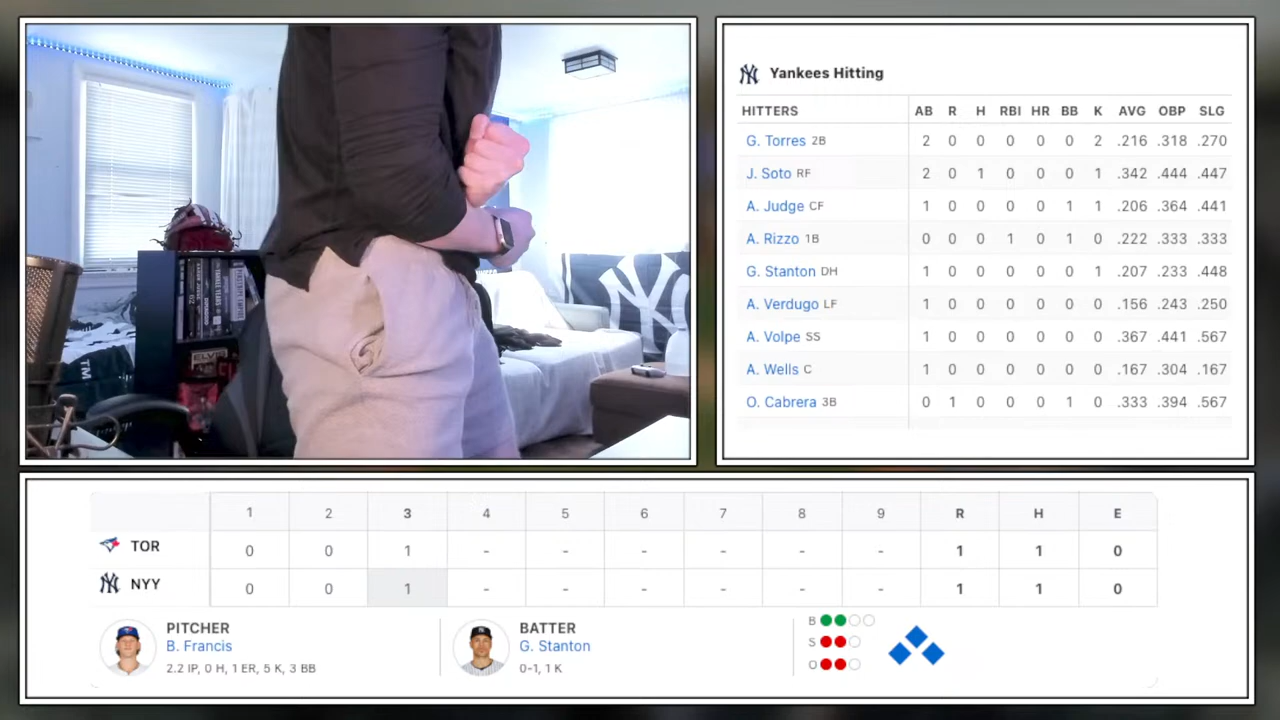 Yankees Hitting
HITTERS AB R H RBI HR BB K AVG OBP SLG
G. Torres 2B 2 0 0 0 0 0 2 .216 .318 .270
J. Soto RF 2 0 1 0 0 0 1 .342 .444 .447
A. Judge CF 1 0 0 0 0 1 1 .206 .364 .441
A. Rizzo 1B 0 0 0 1 0 1 0 .222 .333 .333
G. Stanton DH 1 0 0 0 0 0 1 .207 .233 .448
A. Verdugo LF 1 0 0 0 0 0 0 .156 .243 .250
A. Volpe SS 1 0 0 0 0 0 0 .367 .441 .567
A. Wells C 1 0 0 0 0 0 0 .167 .304 .167
O. Cabrera 3B 0 1 0 0 0 1 0 .333 .394 .567
ELVIS
NY
TM
1 2 3 4 5 6 7 8 9 R H E
TOR 0 0 1 - - - - - - 1 1 0
NYY 0 0 1 - - - - - - 1 1 0
PITCHER
B. Francis
2.2 IP, 0 H, 1 ER, 5 K, 3 BB
BATTER
G. Stanton
0-1, 1 K
B
S
O